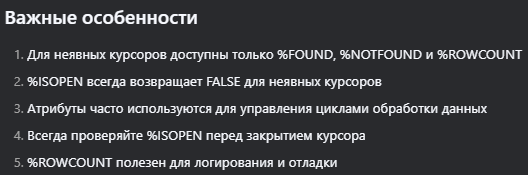 Важные особенности
1. Для неявных курсоров доступны только %FOUND, %NOTFOUND и %ROWCOUNT
2. %ISOPEN всегда возвращает FALSE для неявных курсоров
3. Атрибуты часто используются для управления циклами обработки данных
4. Всегда проверяйте %ISOPEN перед закрытием курсора
5. %ROWCOUNT полезен для логирования и отладки